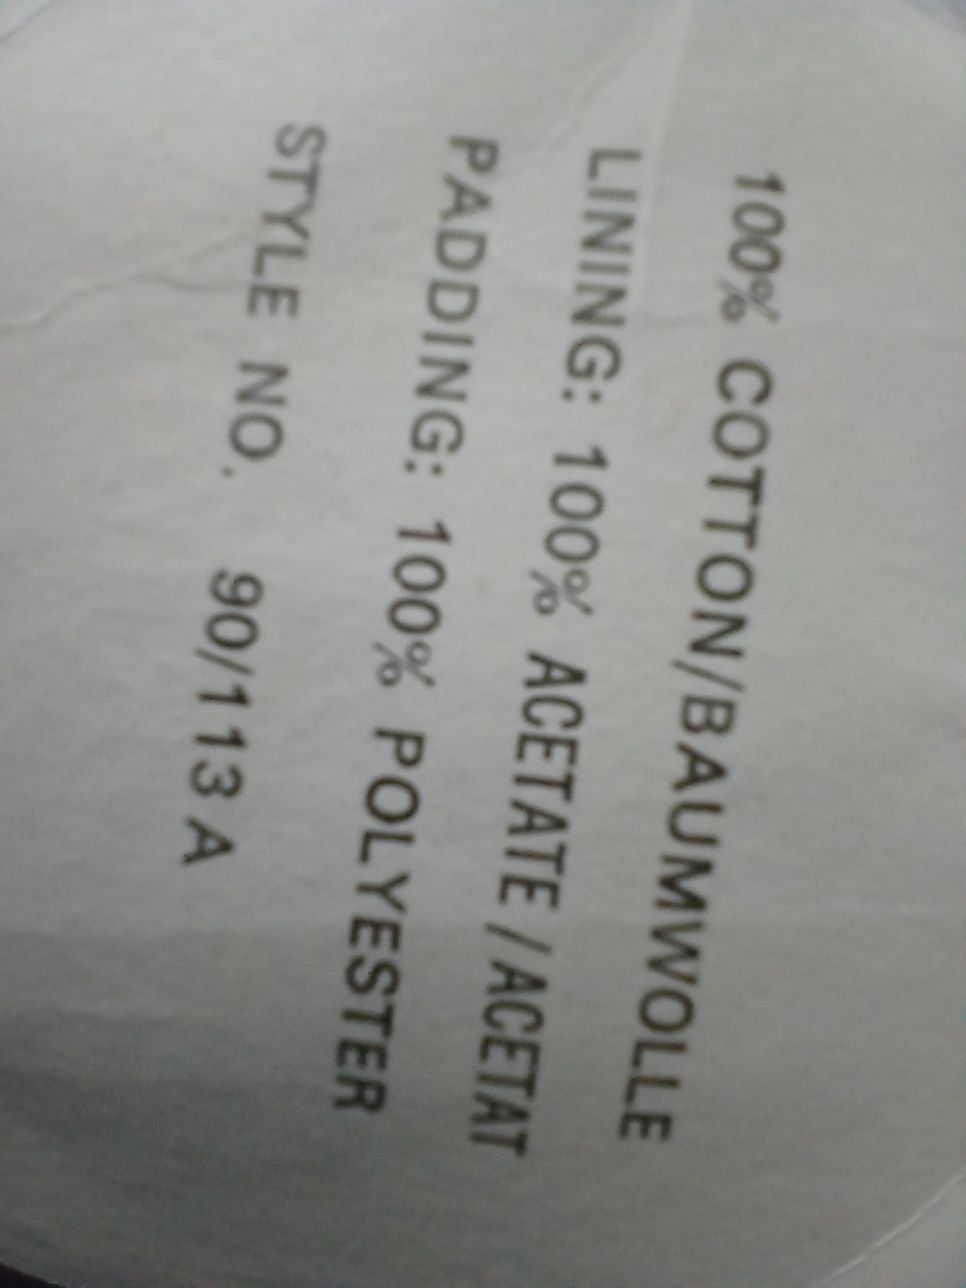 100% COTTON/BAUMWOLLE
LINING: 100% ACETATE/ACETAT
PADDING: 100% POLYESTER
STYLE NO. 90/113 A